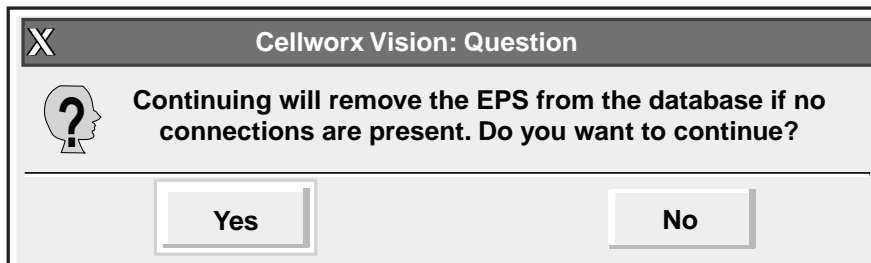 X Cellworx Vision: Question
?
Continuing will remove the EPS from the database if no
connections are present. Do you want to continue?
Yes No